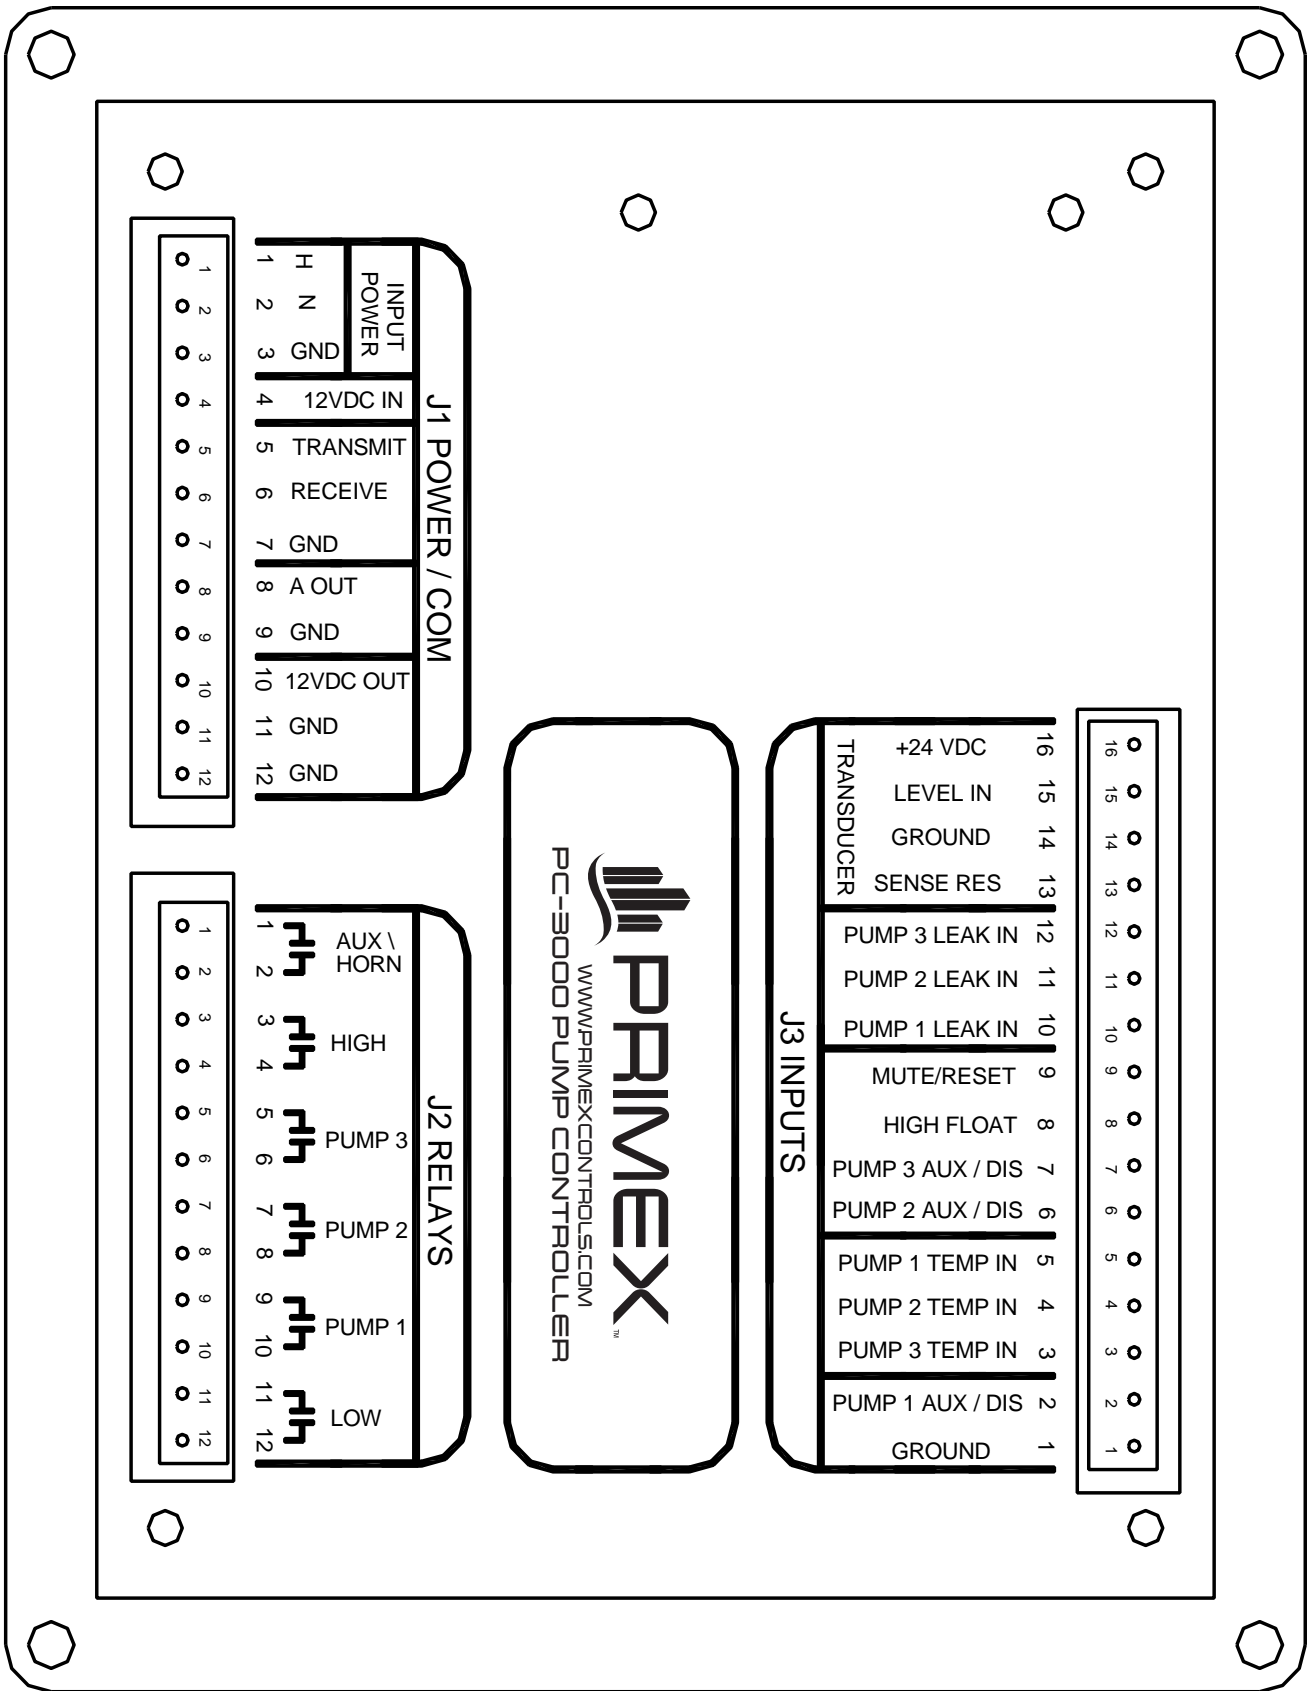 J1 POWER / COM
INPUT
POWER
1 H
2 N
3 GND
4 12VDC IN
5 TRANSMIT
6 RECEIVE
7 GND
8 A OUT
9 GND
10 12VDC OUT
11 GND
12 GND
1
2
3
4
5
6
7
8
9
10
11
12
J2 RELAYS
1
2
AUX \
HORN
3
4
HIGH
5
6
PUMP 3
7
8
PUMP 2
9
10
PUMP 1
11
12
LOW
1
2
3
4
5
6
7
8
9
10
11
12
PRIMEX™
WWW.PRIMEXCONTROLS.COM
PC-3000 PUMP CONTROLLER
J3 INPUTS
TRANSDUCER
+24 VDC 16
LEVEL IN 15
GROUND 14
SENSE RES 13
PUMP 3 LEAK IN 12
PUMP 2 LEAK IN 11
PUMP 1 LEAK IN 10
MUTE/RESET 9
HIGH FLOAT 8
PUMP 3 AUX / DIS 7
PUMP 2 AUX / DIS 6
PUMP 1 TEMP IN 5
PUMP 2 TEMP IN 4
PUMP 3 TEMP IN 3
PUMP 1 AUX / DIS 2
GROUND 1
16
15
14
13
12
11
10
9
8
7
6
5
4
3
2
1